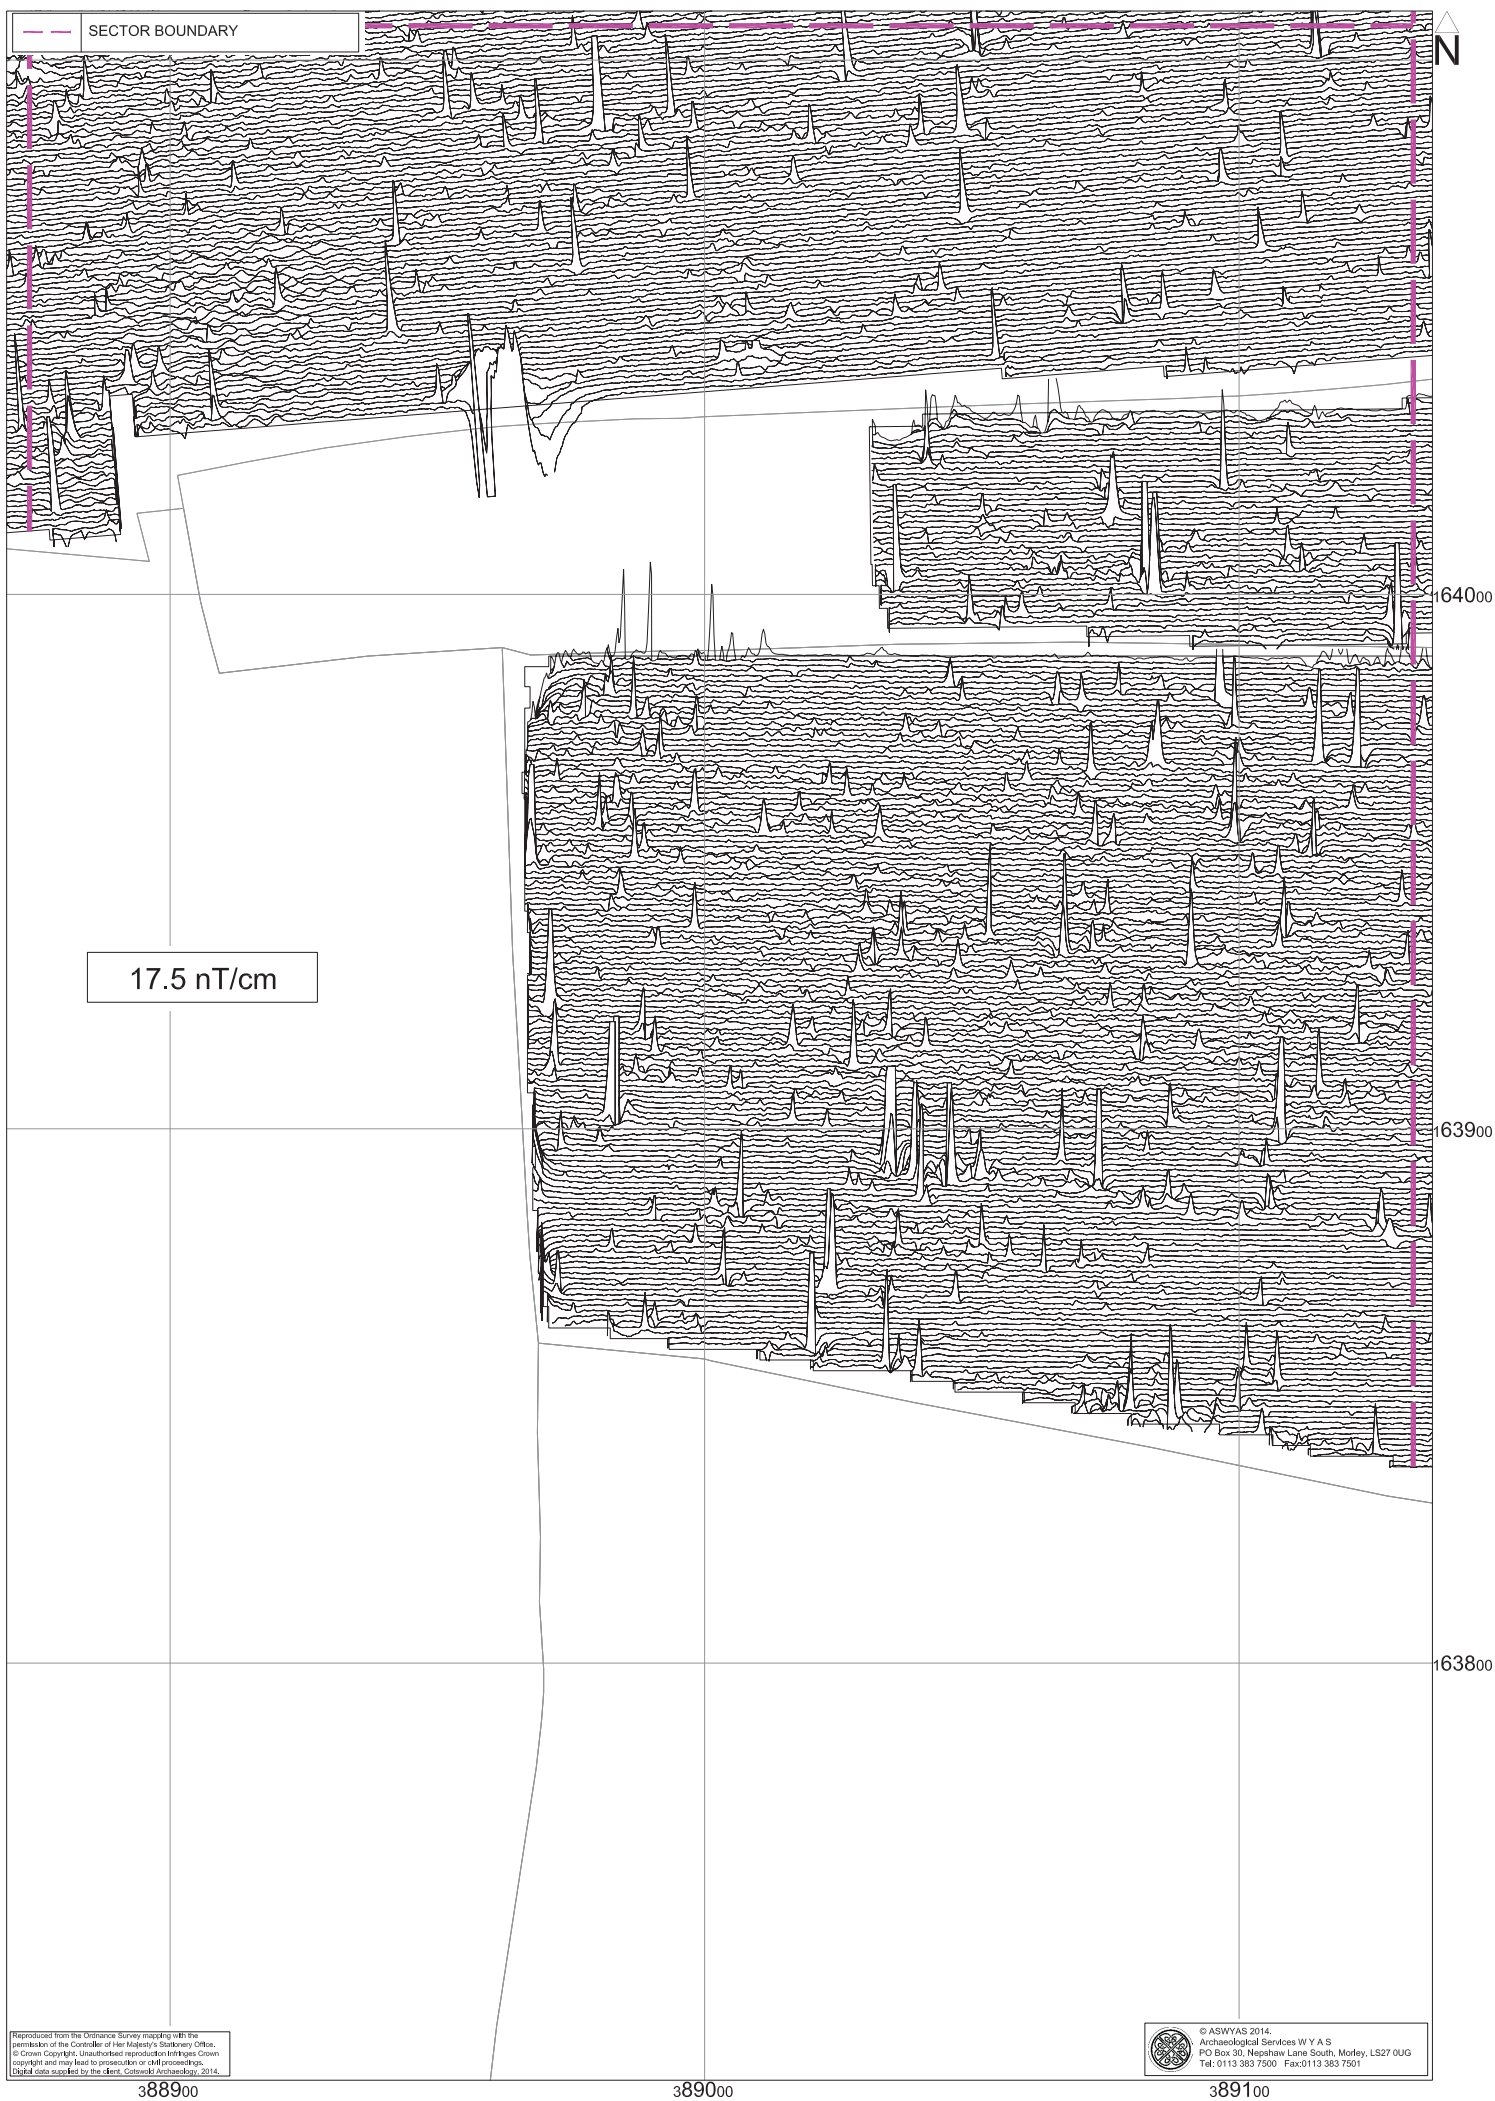 SECTOR BOUNDARY
N
164000
17.5 nT/cm
163900
163800
Reproduced from the Ordnance Survey mapping with the
permission of the Controller of Her Majesty's Stationery Office.
© Crown Copyright. Unauthorised reproduction infringes Crown
copyright and may lead to prosecution or civil proceedings.
Digital data supplied by the client, Cotswold Archaeology, 2014.
© ASWYAS 2014.
Archaeological Services W Y A S
PO Box 30, Nepshaw Lane South, Morley, LS27 0UG
Tel: 0113 383 7500 Fax:0113 383 7501
388900
389000
389100